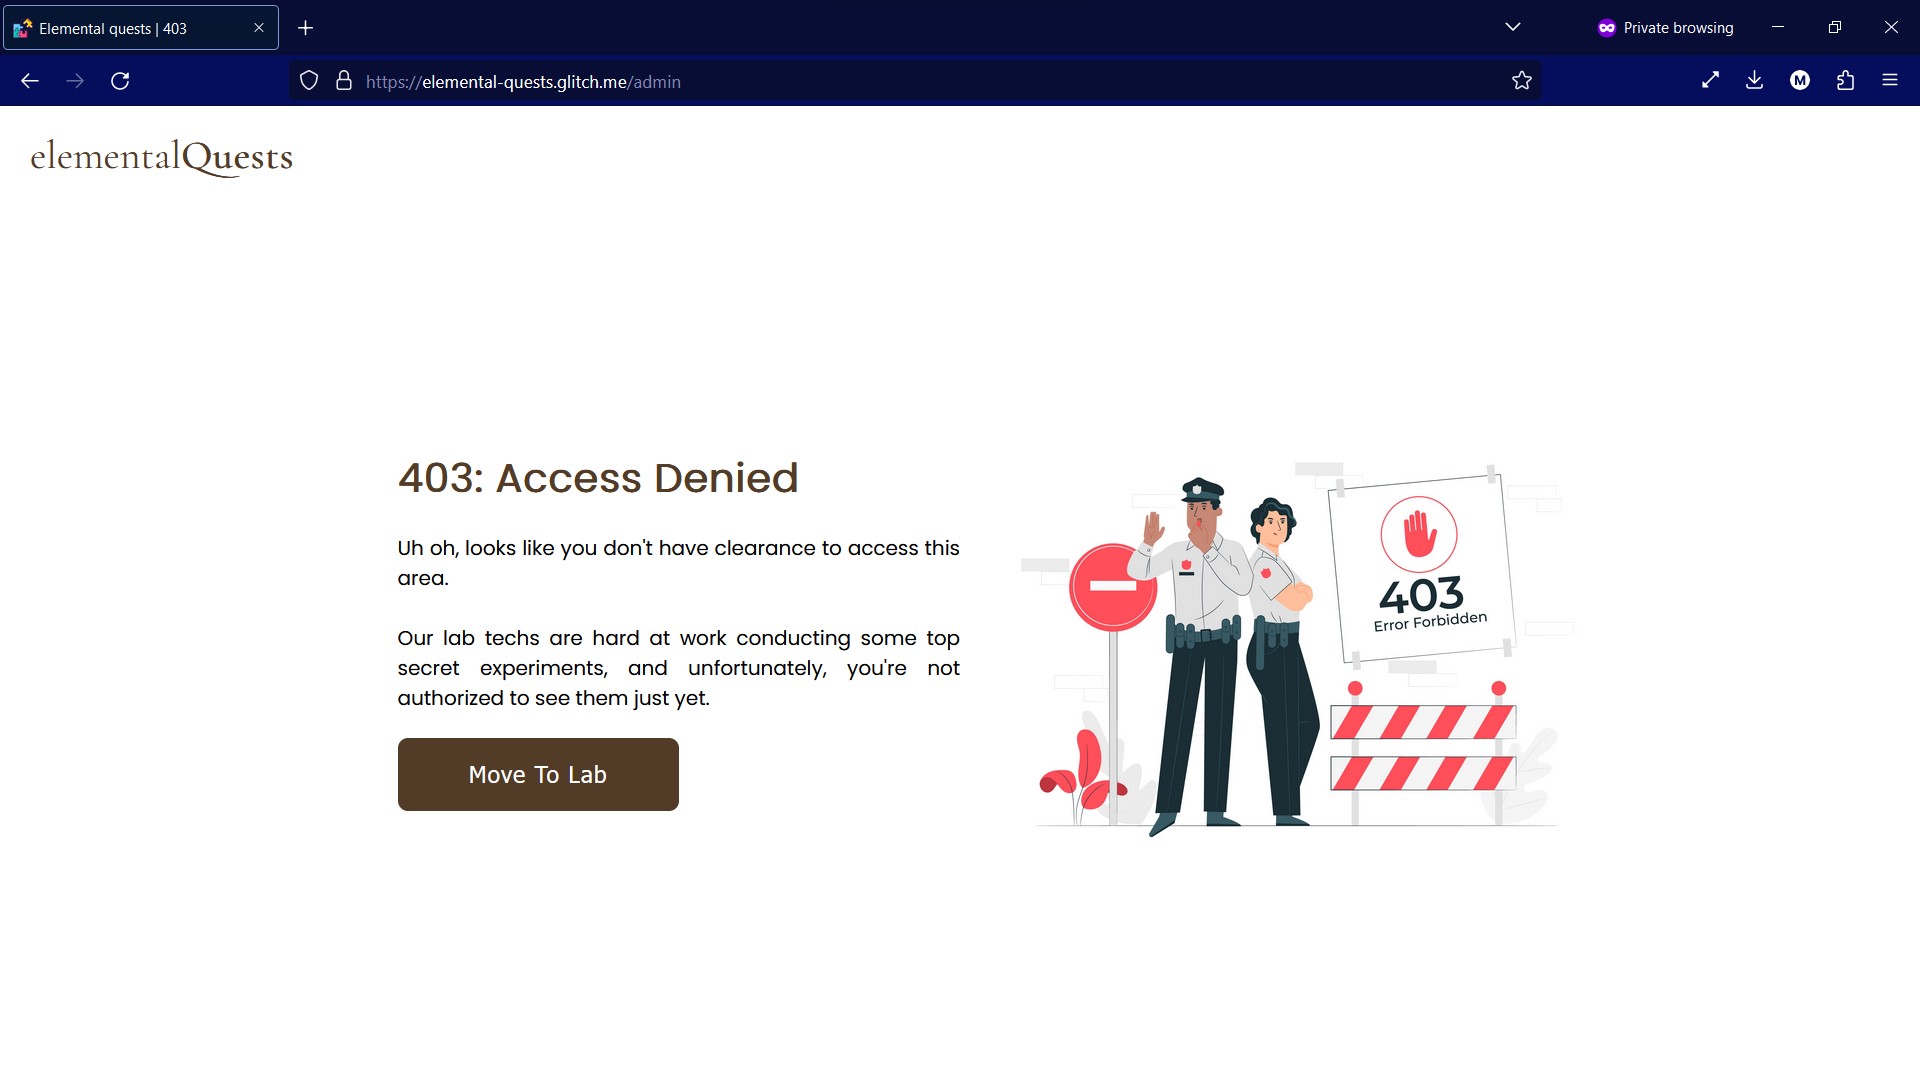 Elemental quests | 403
Private browsing
https://elemental-quests.glitch.me/admin
M
elementalQuests
403: Access Denied
Uh oh, looks like you don't have clearance to access this
area.
Our lab techs are hard at work conducting some top
secret experiments, and unfortunately, you're not
authorized to see them just yet.
Move To Lab
403
Error Forbidden